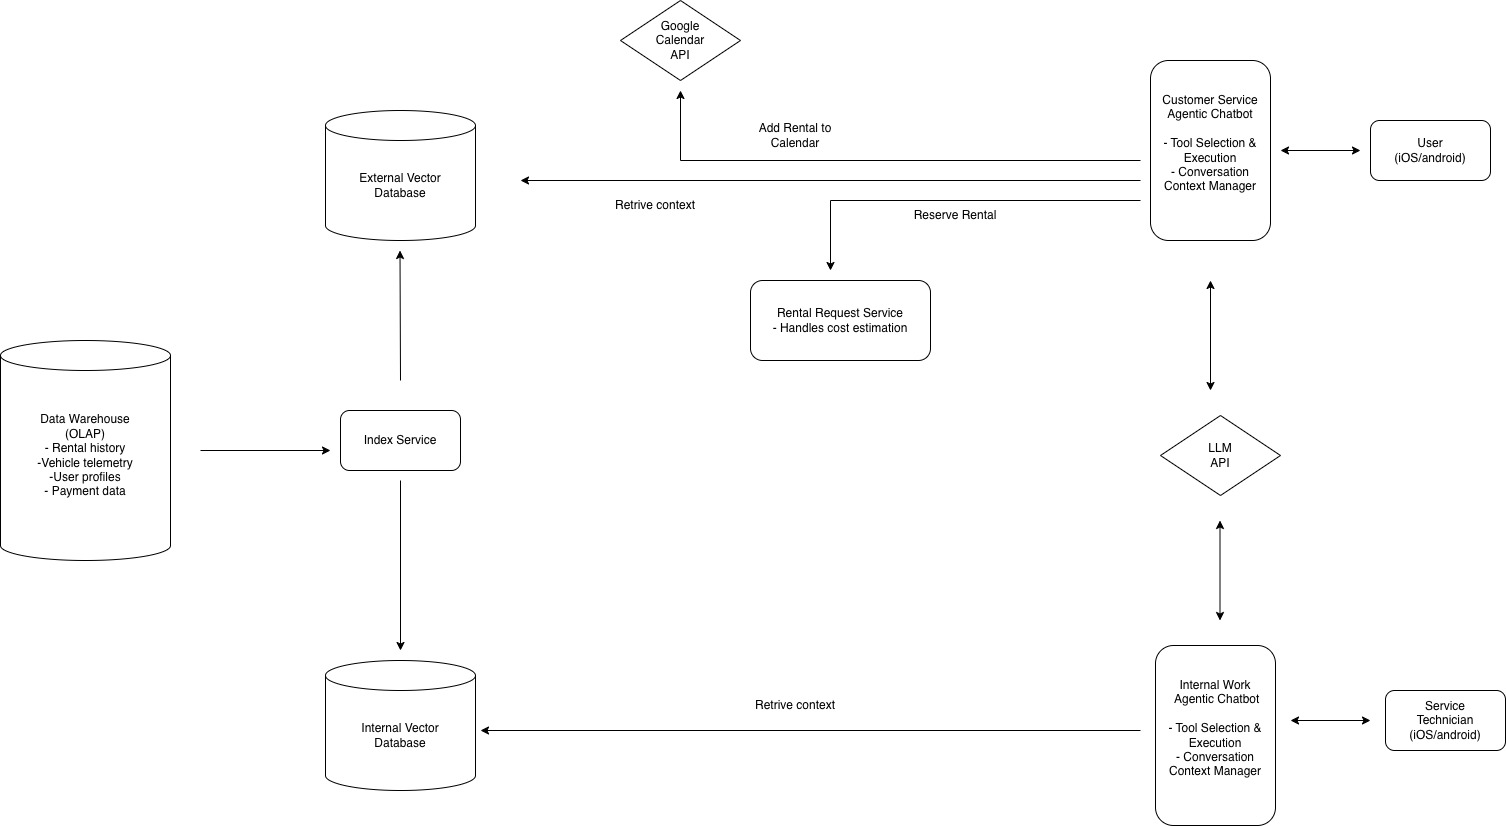 Google
Calendar
API
Customer Service
Agentic Chatbot
- Tool Selection &
Execution
- Conversation
Context Manager
User
(iOS/android)
Add Rental to
Calendar
External Vector
Database
Retrive context
Reserve Rental
Rental Request Service
- Handles cost estimation
Data Warehouse
(OLAP)
- Rental history
-Vehicle telemetry
-User profiles
- Payment data
Index Service
LLM
API
Internal Vector
Database
Retrive context
Internal Work
Agentic Chatbot
- Tool Selection &
Execution
- Conversation
Context Manager
Service
Technician
(iOS/android)